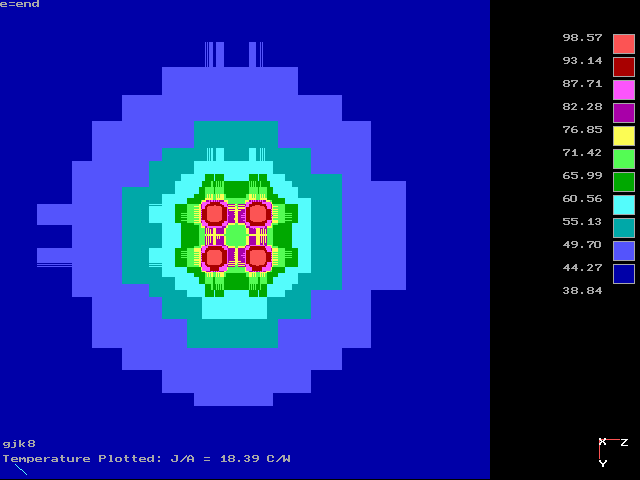 e=end
98.57
93.14
87.71
82.28
76.85
71.42
65.99
60.56
55.13
49.70
44.27
38.84
gjk8
Temperature Plotted: J/A = 18.39 C/W
X Z
Y